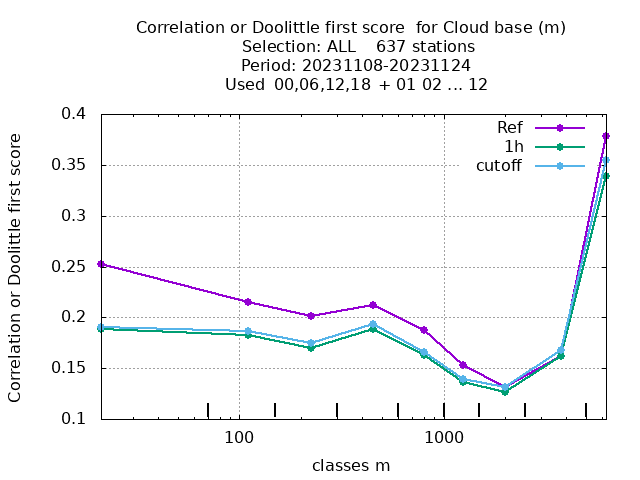 Correlation or Doolittle first score  for Cloud base (m)
Selection: ALL    637 stations
Period: 20231108-20231124
Used  00,06,12,18  + 01 02 ... 12
Correlation or Doolittle first score
0.4
0.35
0.3
0.25
0.2
0.15
0.1
Ref
1h
cutoff
100
1000
classes m